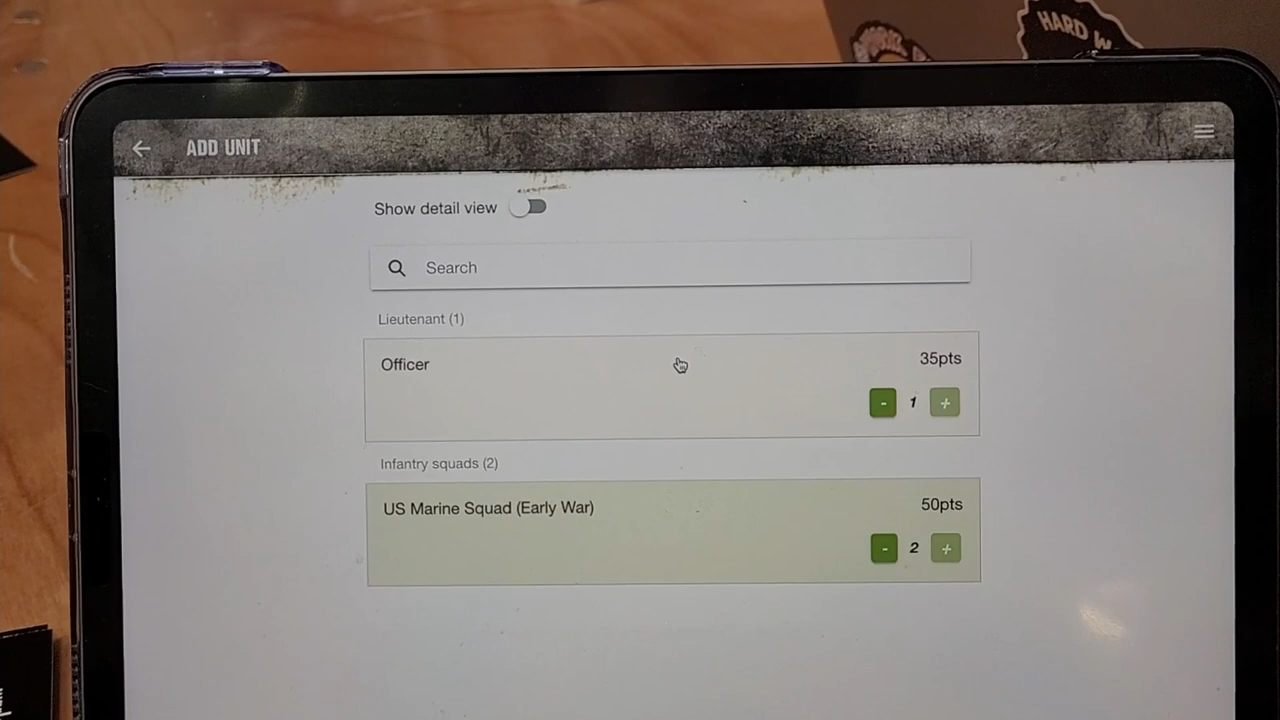 HARD W
ADD UNIT
Show detail view
Search
Lieutenant (1)
Officer
35pts
- 1 +
Infantry squads (2)
US Marine Squad (Early War)
50pts
- 2 +